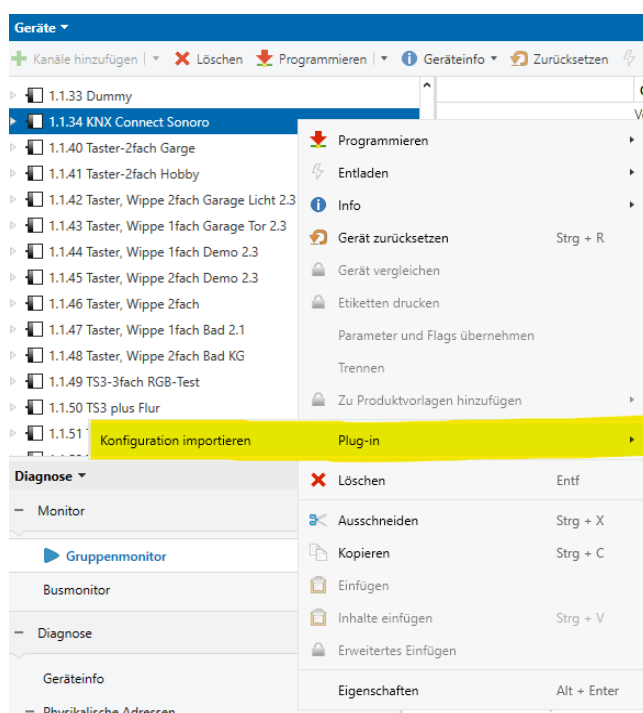 Geräte
Kanäle hinzufügen Löschen Programmieren Geräteinfo Zurücksetzen
1.1.33 Dummy
1.1.34 KNX Connect Sonoro
1.1.40 Taster-2fach Garge
1.1.41 Taster-2fach Hobby
1.1.42 Taster, Wippe 2fach Garage Licht 2.3
1.1.43 Taster, Wippe 1fach Garage Tor 2.3
1.1.44 Taster, Wippe 1fach Demo 2.3
1.1.45 Taster, Wippe 2fach Demo 2.3
1.1.46 Taster, Wippe 2fach
1.1.47 Taster, Wippe 1fach Bad 2.1
1.1.48 Taster, Wippe 2fach Bad KG
1.1.49 TS3-3fach RGB-Test
1.1.50 TS3 plus Flur
1.1.51
Konfiguration importieren
Programmieren
Entladen
Info
Gerät zurücksetzen Strg + R
Gerät vergleichen
Etiketten drucken
Parameter und Flags übernehmen
Trennen
Zu Produktvorlagen hinzufügen
Plug-in
Löschen Entf
Ausschneiden Strg + X
Kopieren Strg + C
Einfügen
Inhalte einfügen Strg + V
Erweitertes Einfügen
Eigenschaften Alt + Enter
Diagnose
Monitor
Gruppenmonitor
Busmonitor
Diagnose
Geräteinfo
Physikalische Adressen